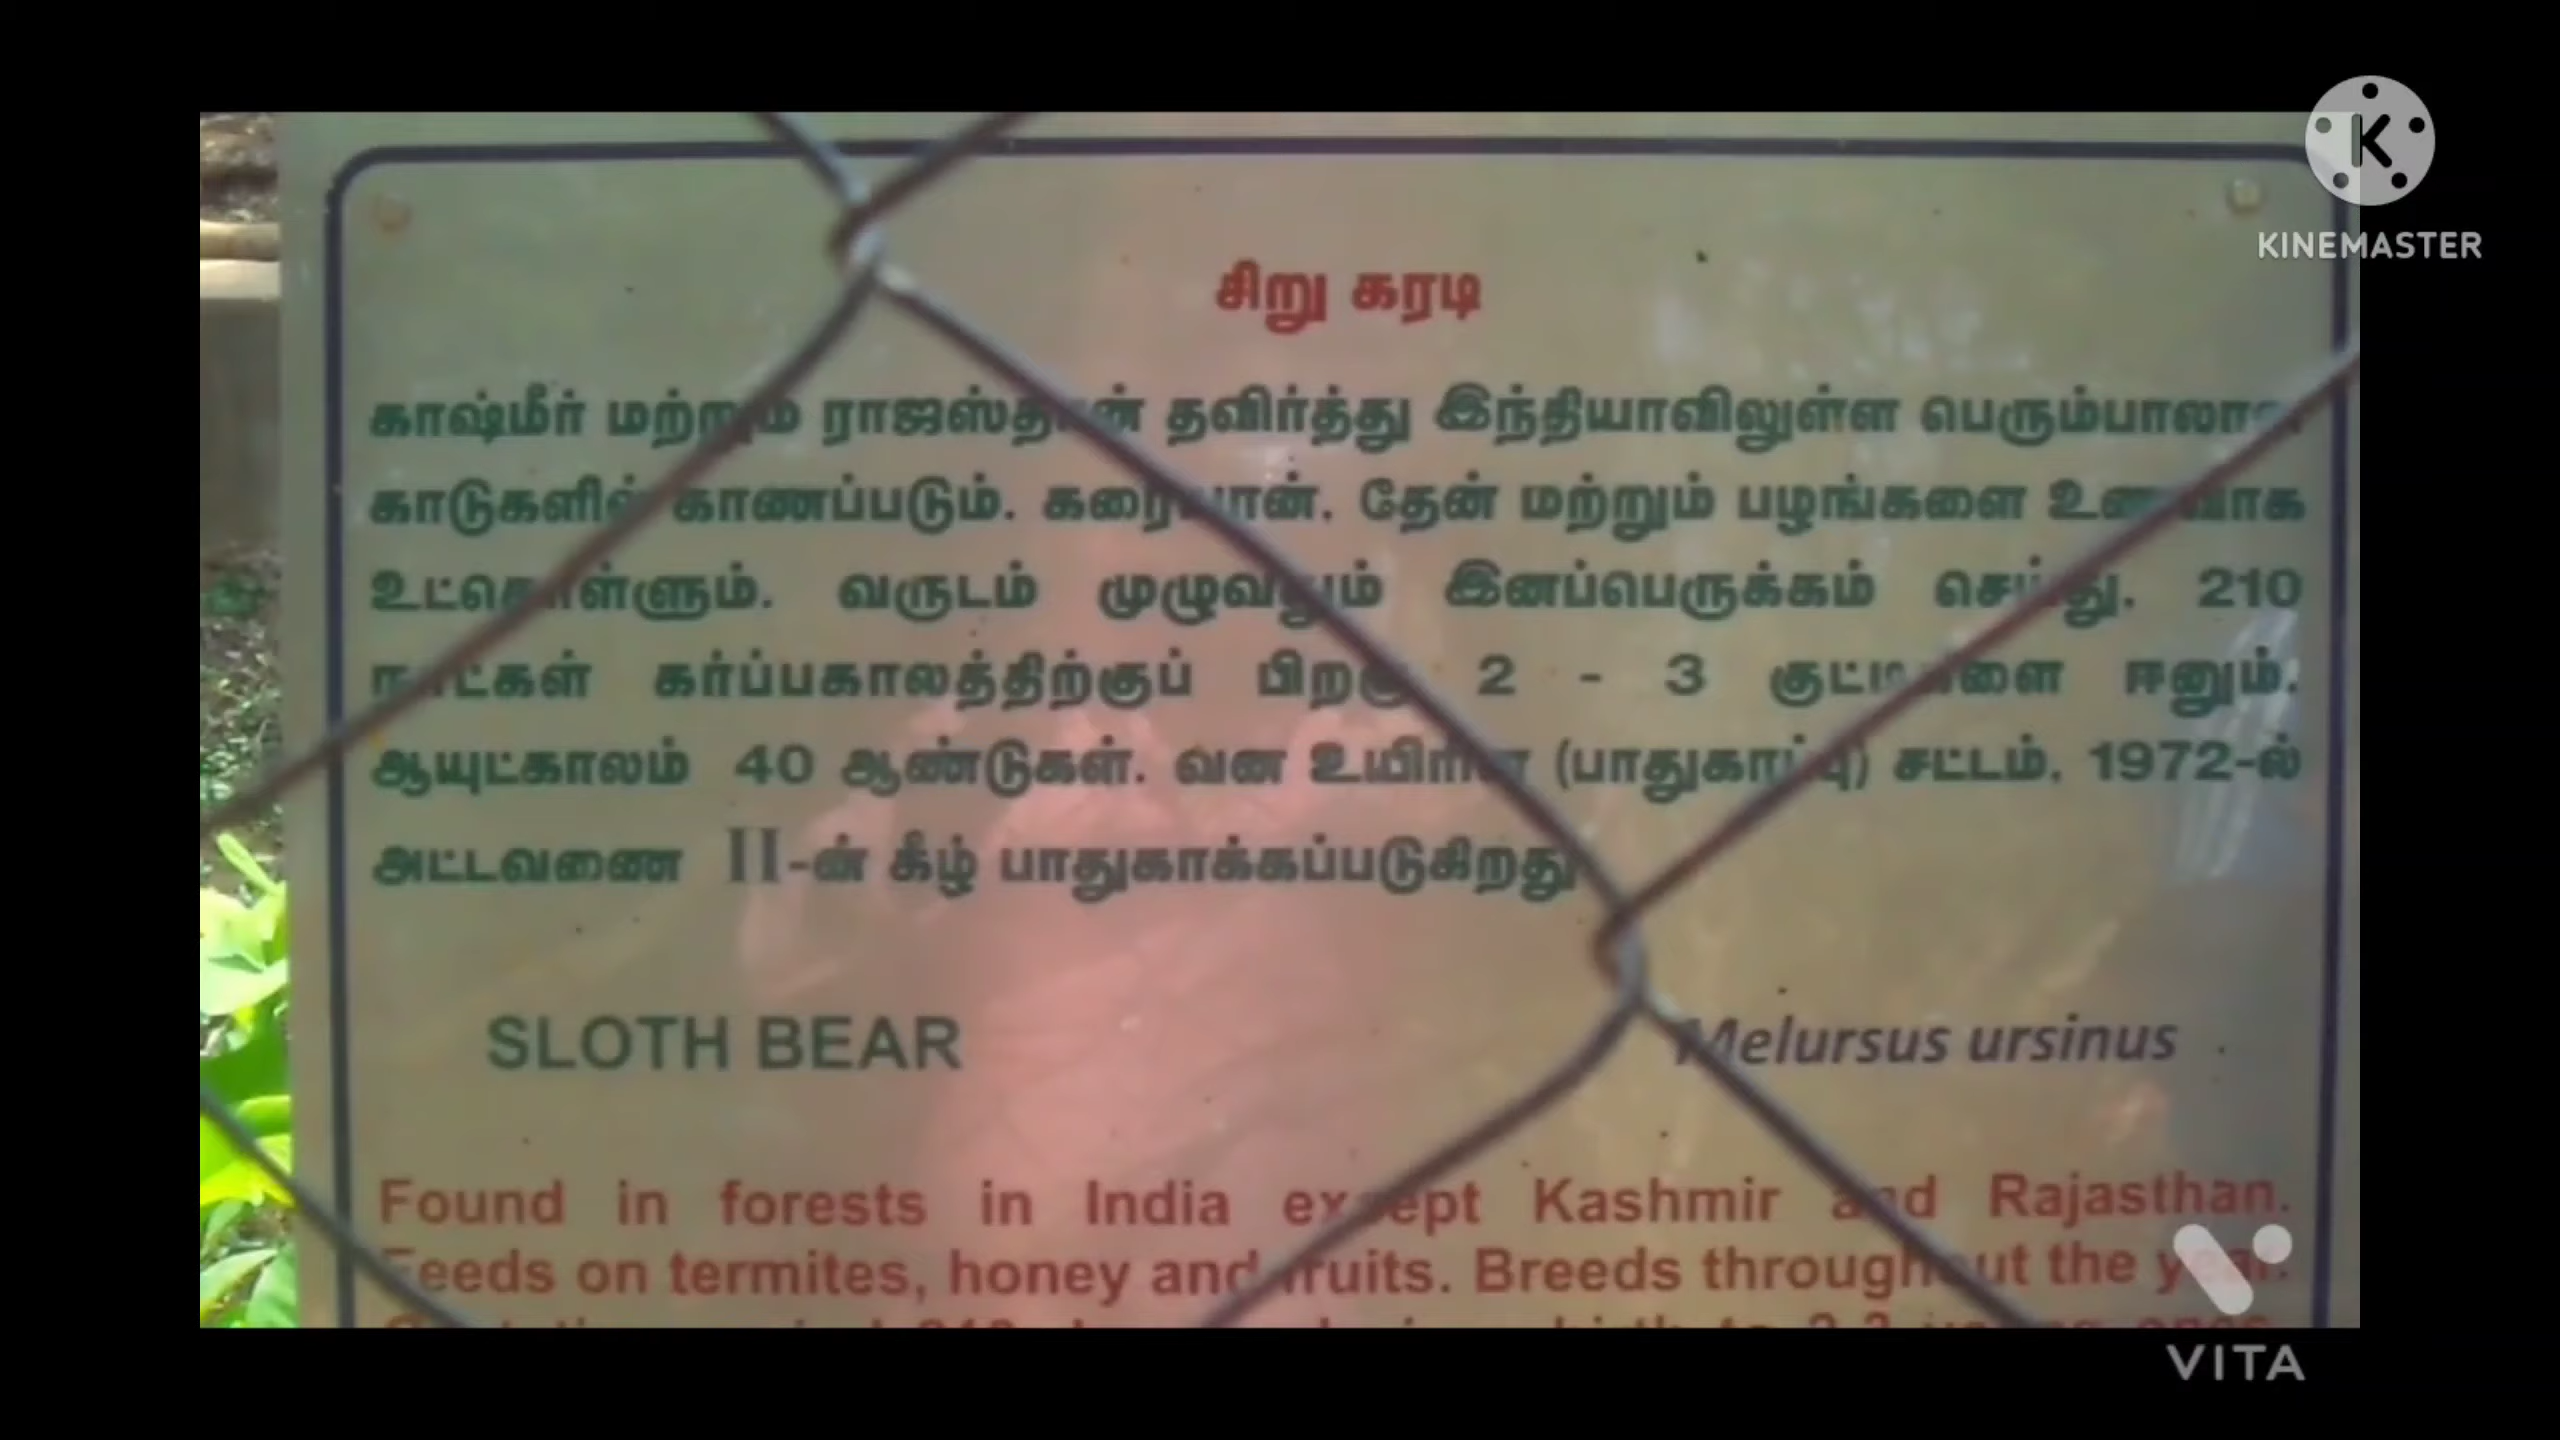 KINEMASTER
சிறு கரடி
காஷ்மீர் மற்றும் ராஜஸ்தான் தவிர்த்து இந்தியாவிலுள்ள பெரும்பாலான
காடுகளில் காணப்படும். கரையான். தேன் மற்றும் பழங்களை உணவாக
உட்கொள்ளும். வருடம் முழுவதும் இனப்பெருக்கம் செய்து. 210
நாட்கள் கர்ப்பகாலத்திற்குப் பிறகு 2 - 3 குட்டிகளை ஈனும்.
ஆயுட்காலம் 40 ஆண்டுகள். வன உயிரின (பாதுகாப்பு) சட்டம். 1972-ல்
அட்டவணை II-ன் கீழ் பாதுகாக்கப்படுகிறது
SLOTH BEAR Melursus ursinus
Found in forests in India except Kashmir and Rajasthan.
Feeds on termites, honey and fruits. Breeds throughout the year.
VITA